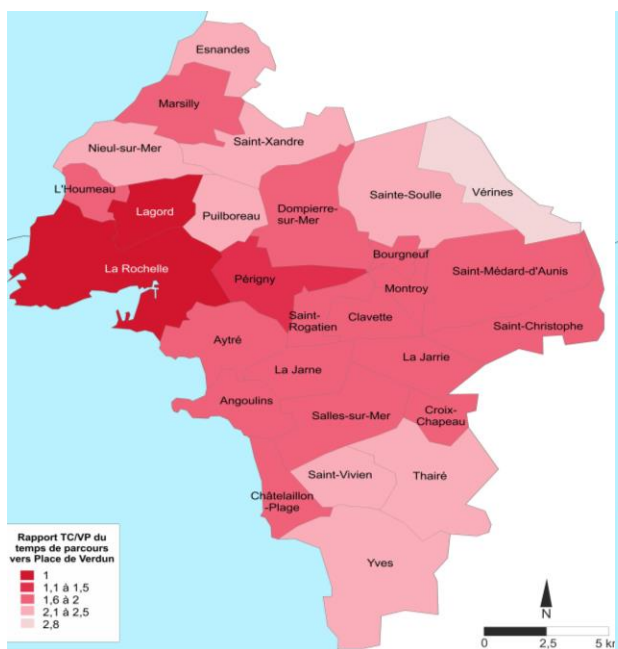 Esnandes
Marsilly
Saint-Xandre
Nieul-sur-Mer
L'Houmeau
Lagord
Puilboreau
Dompierre-
sur-Mer
Sainte-Soulle
Vérines
La Rochelle
Périgny
Bourgneuf
Saint-Médard-d'Aunis
Montroy
Saint-
Rogatien
Clavette
Saint-Christophe
Aytré
La Jarne
La Jarrie
Angoulins
Salles-sur-Mer
Croix-
Chapeau
Saint-Vivien
Thairé
Châtelaillon
-Plage
Yves
Rapport TC/VP du
temps de parcours
vers Place de Verdun
1
1,1 à 1,5
1,6 à 2
2,1 à 2,5
2,8
N
0 2,5 5 km